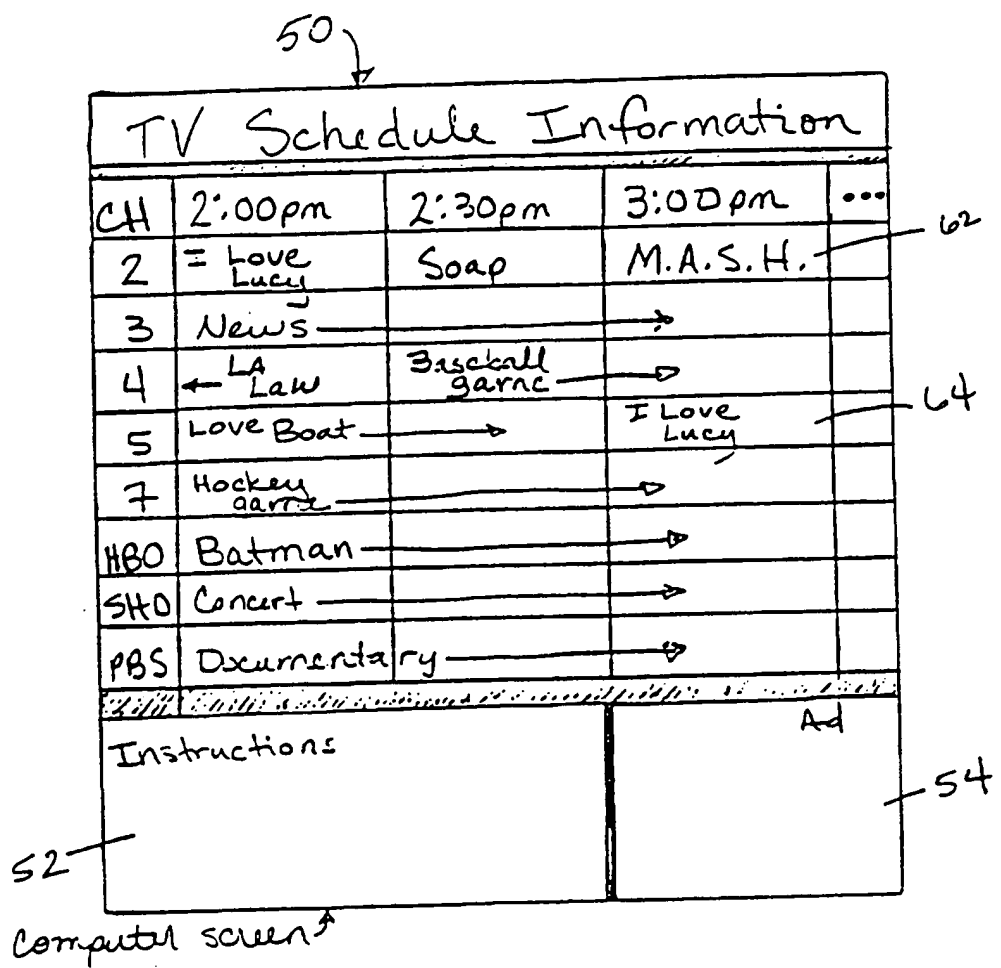 50
TV Schedule Information
CH 2:00pm 2:30pm 3:00pm ...
2 I Love Lucy Soap M.A.S.H. 62
3 News
4 LA Law Baseball game
5 Love Boat I Love Lucy 64
7 Hockey game
HBO Batman
SHO Concert
PBS Documentary
Instructions Ad
54
52
Computer screen